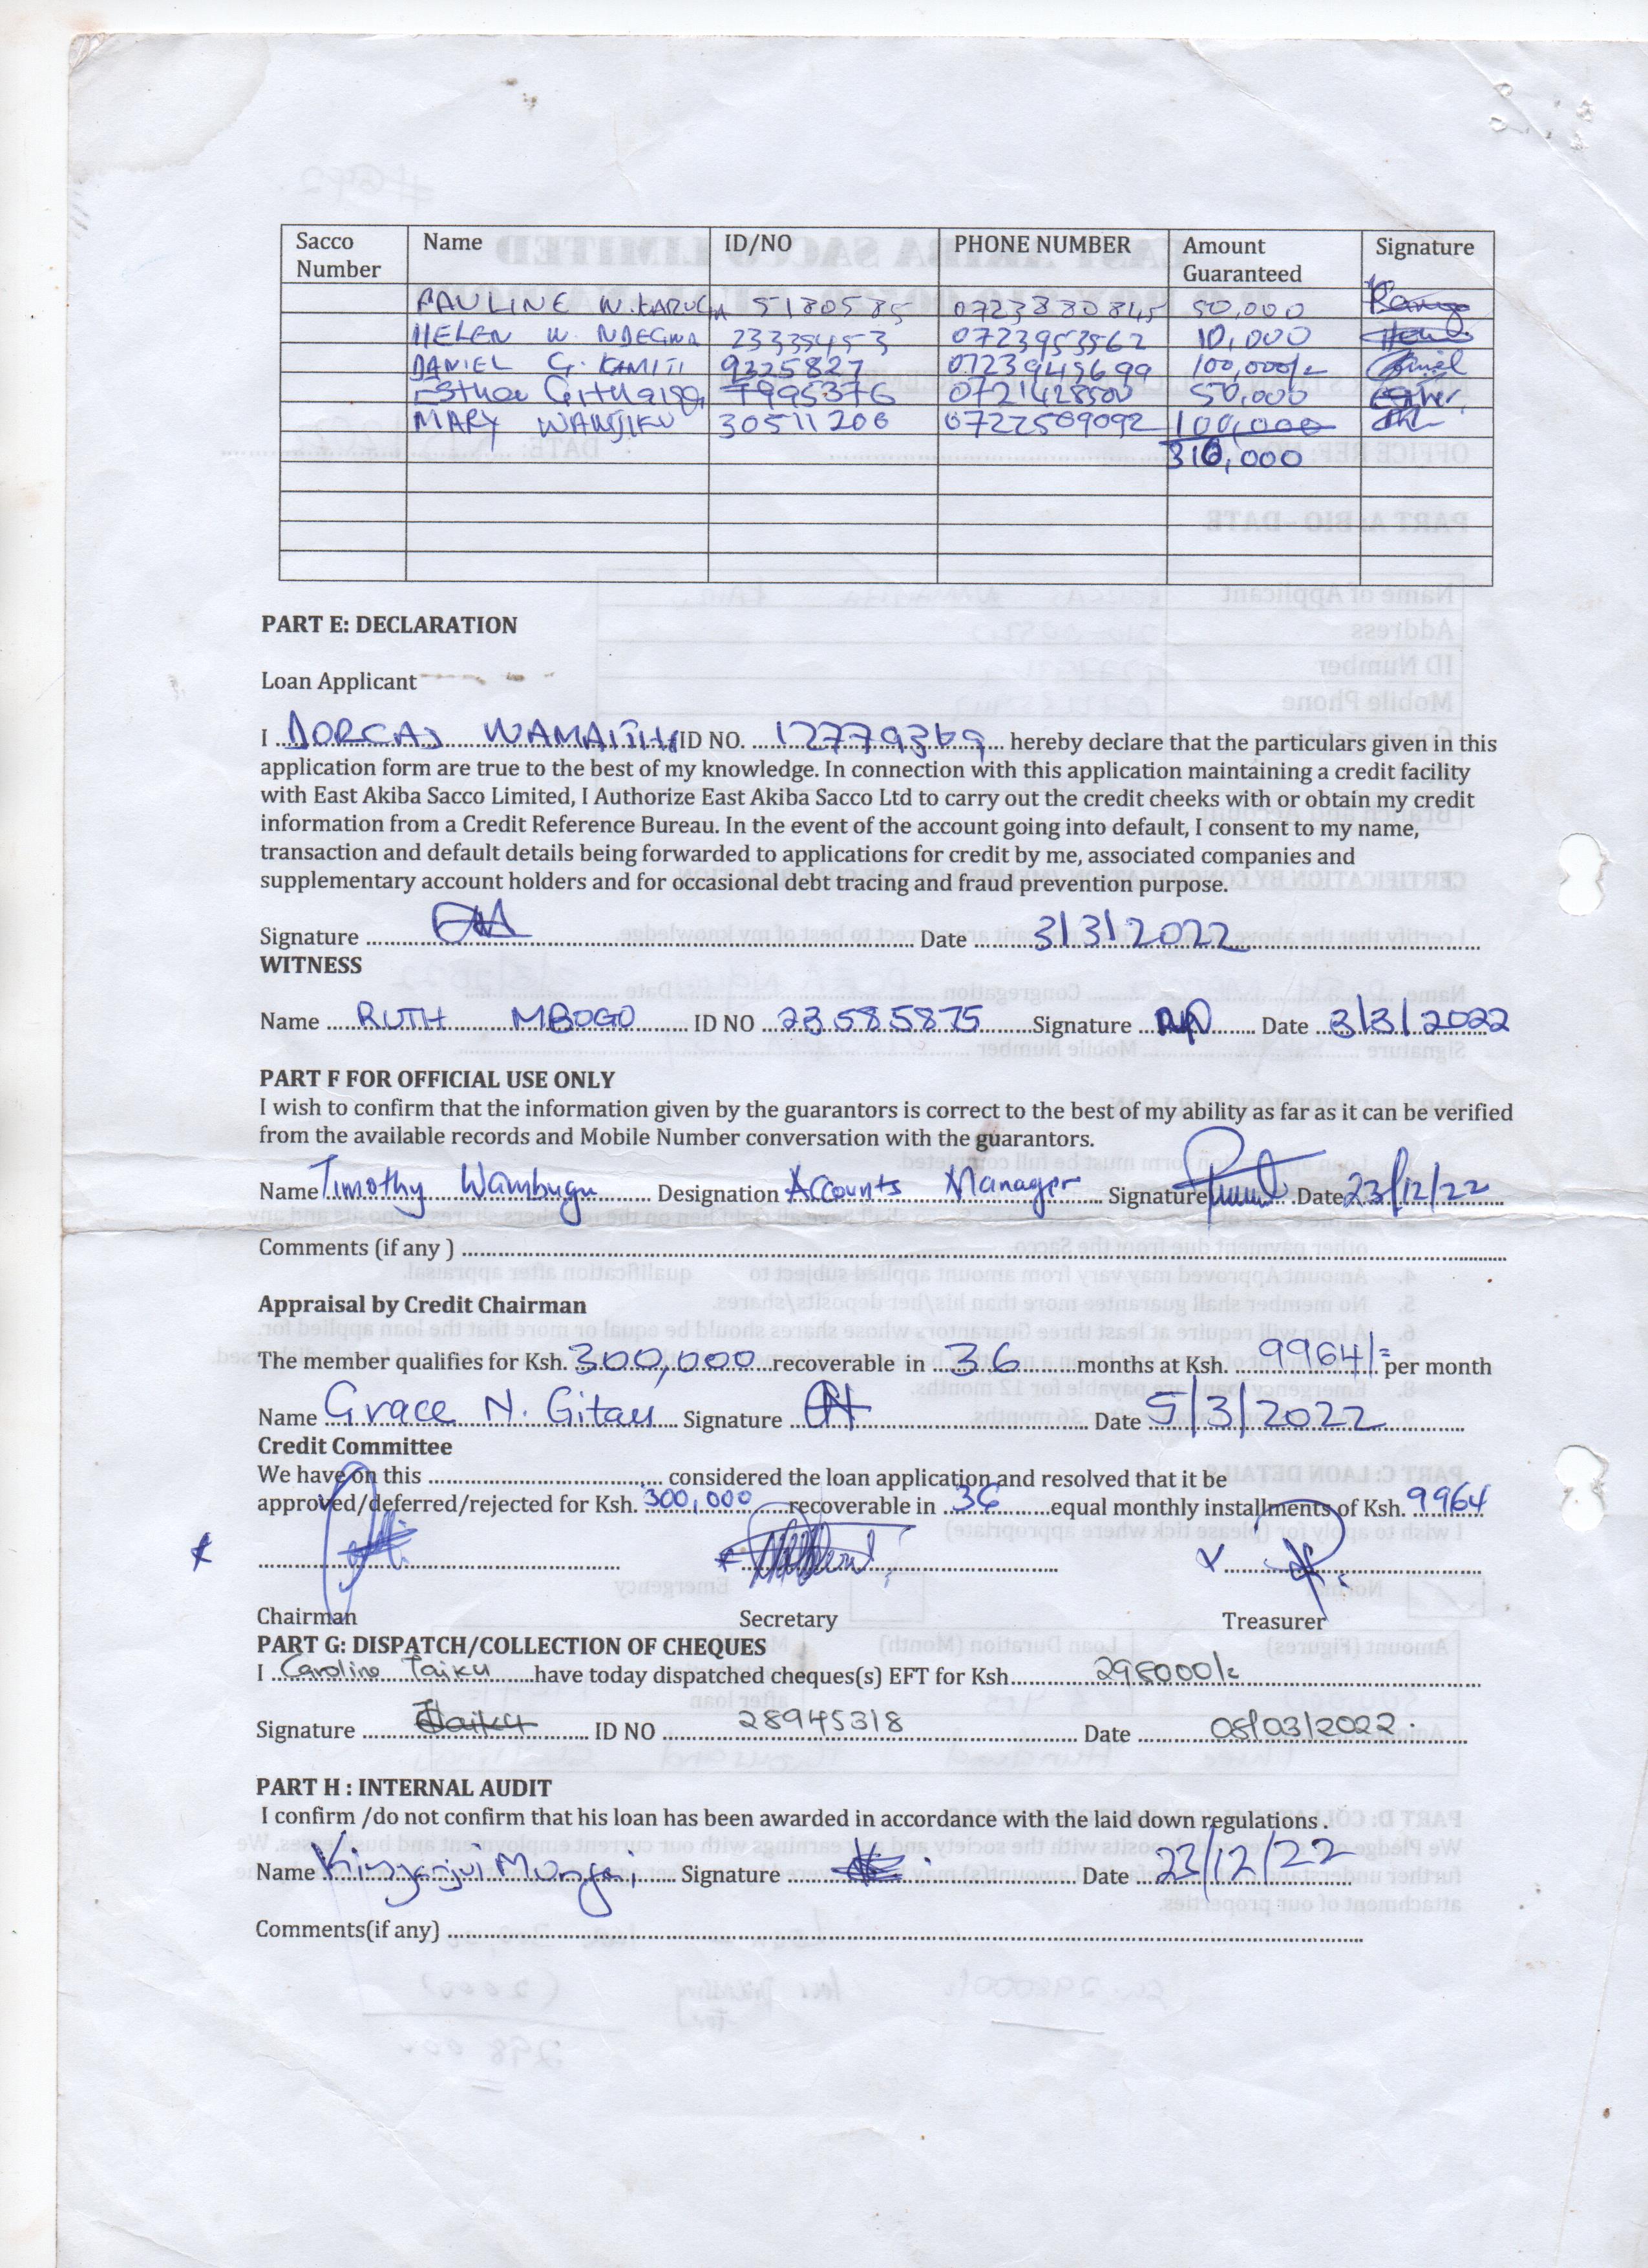 Sacco Number Name ID/NO PHONE NUMBER Amount Guaranteed Signature
PAULINE W. KARUGA 5180585 50,000
HELEN W. NDEGWA 23335453 0723953562 10,000
DANIEL G. KAMITI 9325827 0723949699 100,000/=
Esther Githaiga 7995376 0721428500 50,000
MARY WANJIKU 30511206 0722509092 100,000
310,000
PART E: DECLARATION
Loan Applicant
I DORCAS WAMAITHA ID NO. 12779369 hereby declare that the particulars given in this
application form are true to the best of my knowledge. In connection with this application maintaining a credit facility
with East Akiba Sacco Limited, I Authorize East Akiba Sacco Ltd to carry out the credit cheeks with or obtain my credit
information from a Credit Reference Bureau. In the event of the account going into default, I consent to my name,
transaction and default details being forwarded to applications for credit by me, associated companies and
supplementary account holders and for occasional debt tracing and fraud prevention purpose.
Signature Date 3/3/2022
WITNESS
Name RUTH MBOGO ID NO 23585875 Signature Date 3/3/2022
PART F FOR OFFICIAL USE ONLY
I wish to confirm that the information given by the guarantors is correct to the best of my ability as far as it can be verified
from the available records and Mobile Number conversation with the guarantors.
Name Timothy Wambugu Designation Accounts Manager Signature Date 23/12/22
Comments (if any )
Appraisal by Credit Chairman
The member qualifies for Ksh. 300,000 recoverable in 36 months at Ksh. 9964/= per month
Name Grace N. Gitau Signature Date 5/3/2022
Credit Committee
We have on this considered the loan application and resolved that it be
approved/deferred/rejected for Ksh. 300,000 recoverable in 36 equal monthly installments of Ksh. 9964
Chairman Secretary Treasurer
PART G: DISPATCH/COLLECTION OF CHEQUES
I Caroline Taiku have today dispatched cheques(s) EFT for Ksh 298000/=
Signature Jtaiku ID NO 28945318 Date 08/03/2022.
PART H : INTERNAL AUDIT
I confirm /do not confirm that his loan has been awarded in accordance with the laid down regulations .
Name Kinyanjui Mungai Signature Date 23/12/22
Comments(if any)